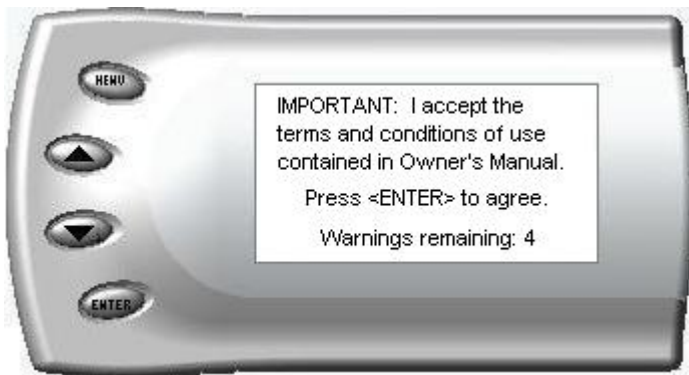 MENU
IMPORTANT: I accept the
terms and conditions of use
contained in Owner's Manual.
Press <ENTER> to agree.
Warnings remaining: 4
ENTER